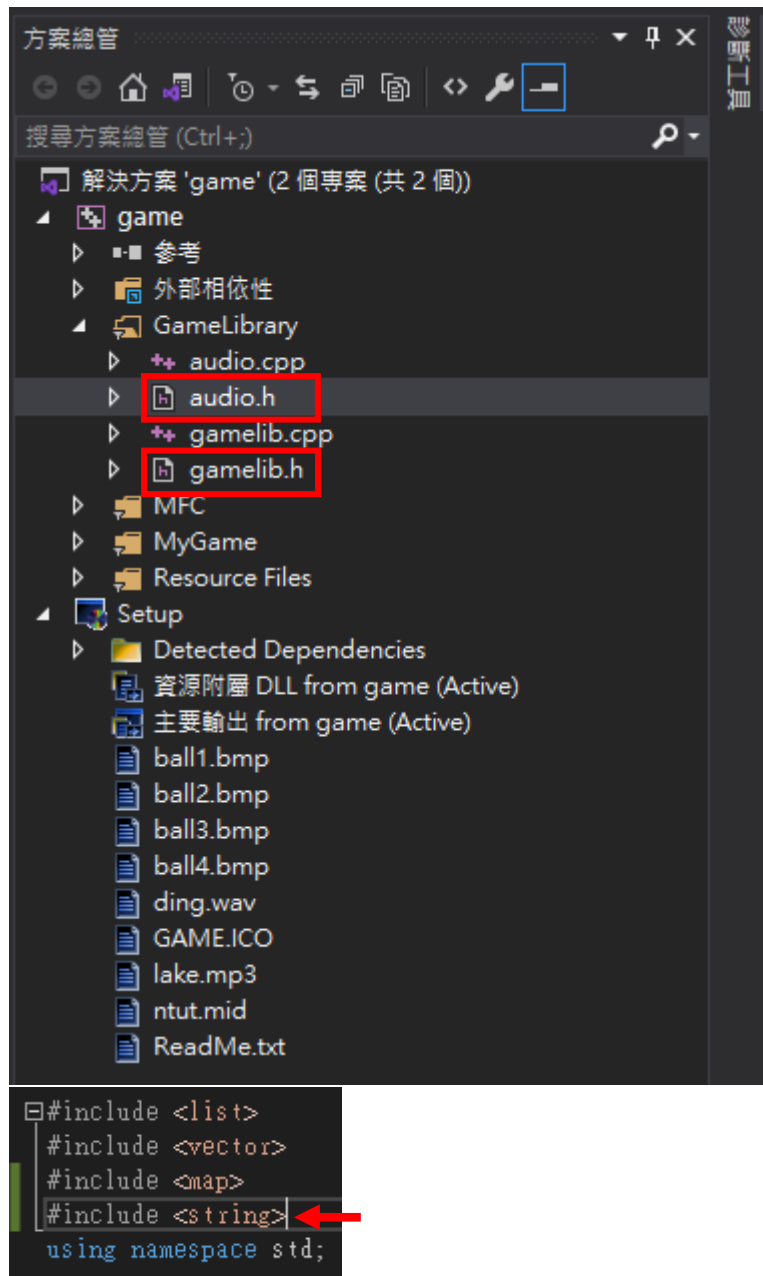 方案總管
診斷工具
搜尋方案總管 (Ctrl+;)
解決方案 'game' (2 個專案 (共 2 個))
game
參考
外部相依性
GameLibrary
audio.cpp
audio.h
gamelib.cpp
gamelib.h
MFC
MyGame
Resource Files
Setup
Detected Dependencies
資源附屬 DLL from game (Active)
主要輸出 from game (Active)
ball1.bmp
ball2.bmp
ball3.bmp
ball4.bmp
ding.wav
GAME.ICO
lake.mp3
ntut.mid
ReadMe.txt
#include <list>
#include <vector>
#include <map>
#include <string>
using namespace std;